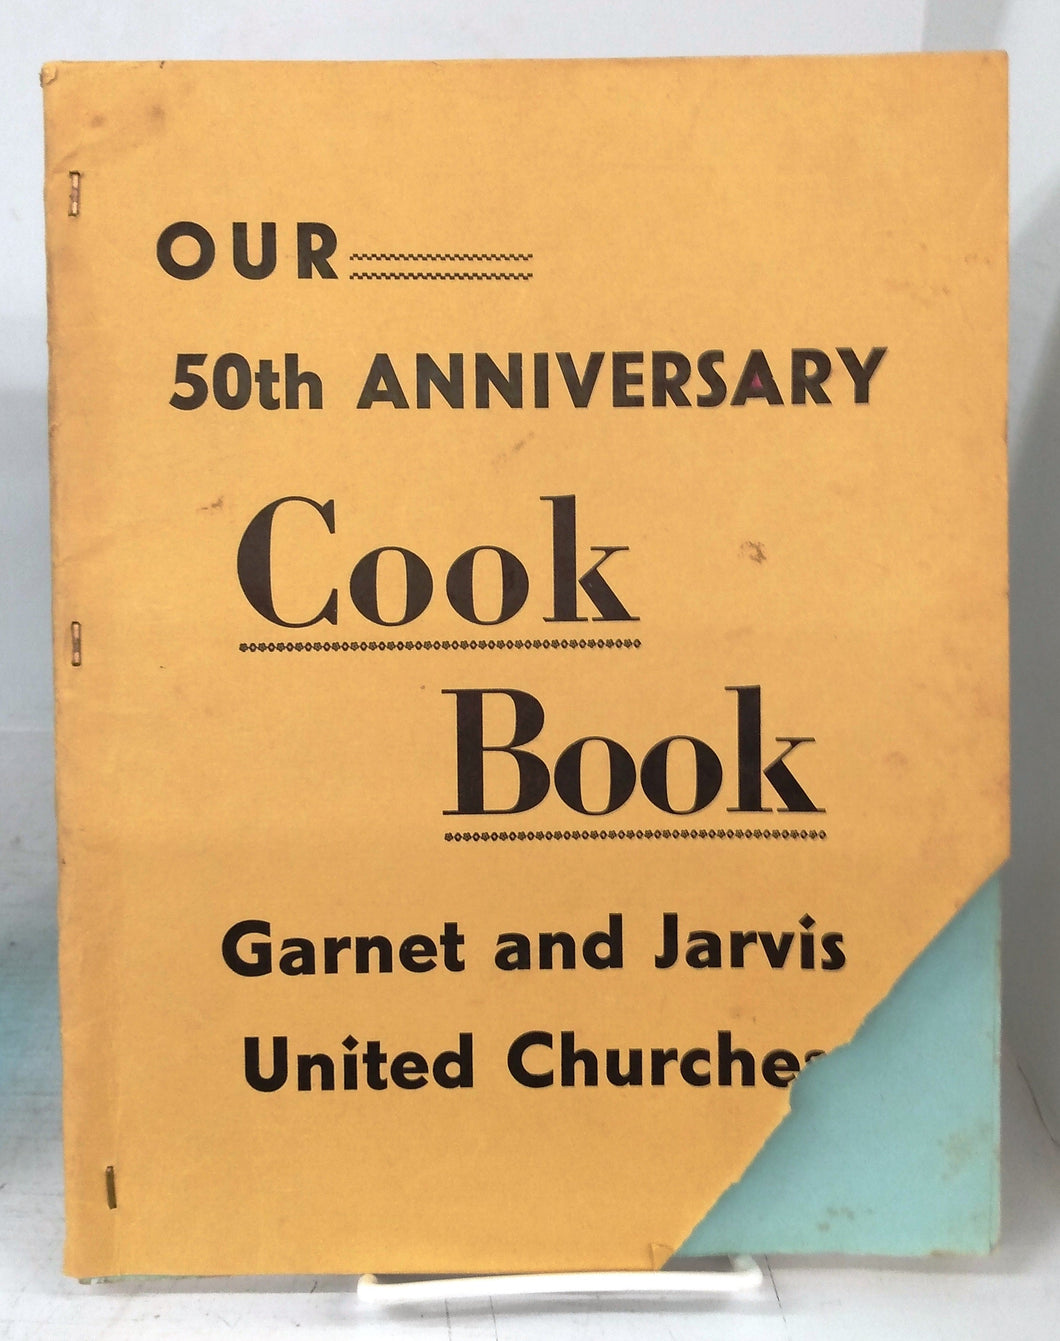 OUR
50th ANNIVERSARY
Cook
Book
Garnet and Jarvis
United Churches